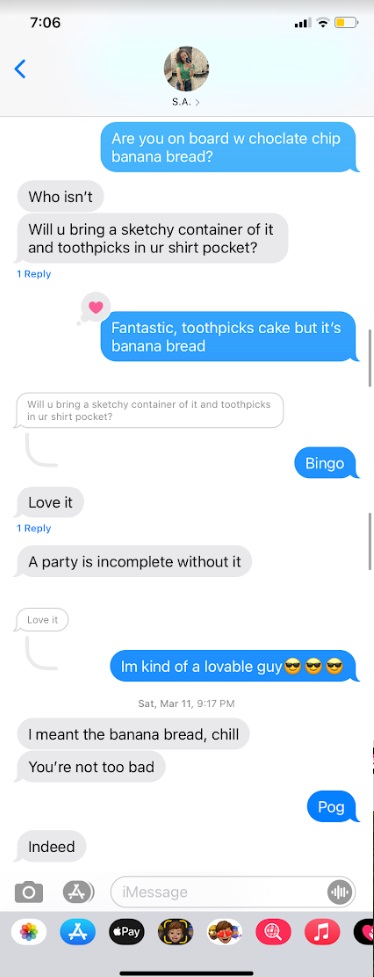 7:06
S.A. >
Are you on board w choclate chip
banana bread?
Who isn't
Will u bring a sketchy container of it
and toothpicks in ur shirt pocket?
1 Reply
Fantastic, toothpicks cake but it's
banana bread
Will u bring a sketchy container of it and toothpicks
in ur shirt pocket?
Bingo
Love it
1 Reply
A party is incomplete without it
Love it
Im kind of a lovable guy😎😎😎
Sat, Mar 11, 9:17 PM
I meant the banana bread, chill
You're not too bad
Pog
Indeed
iMessage
Pay